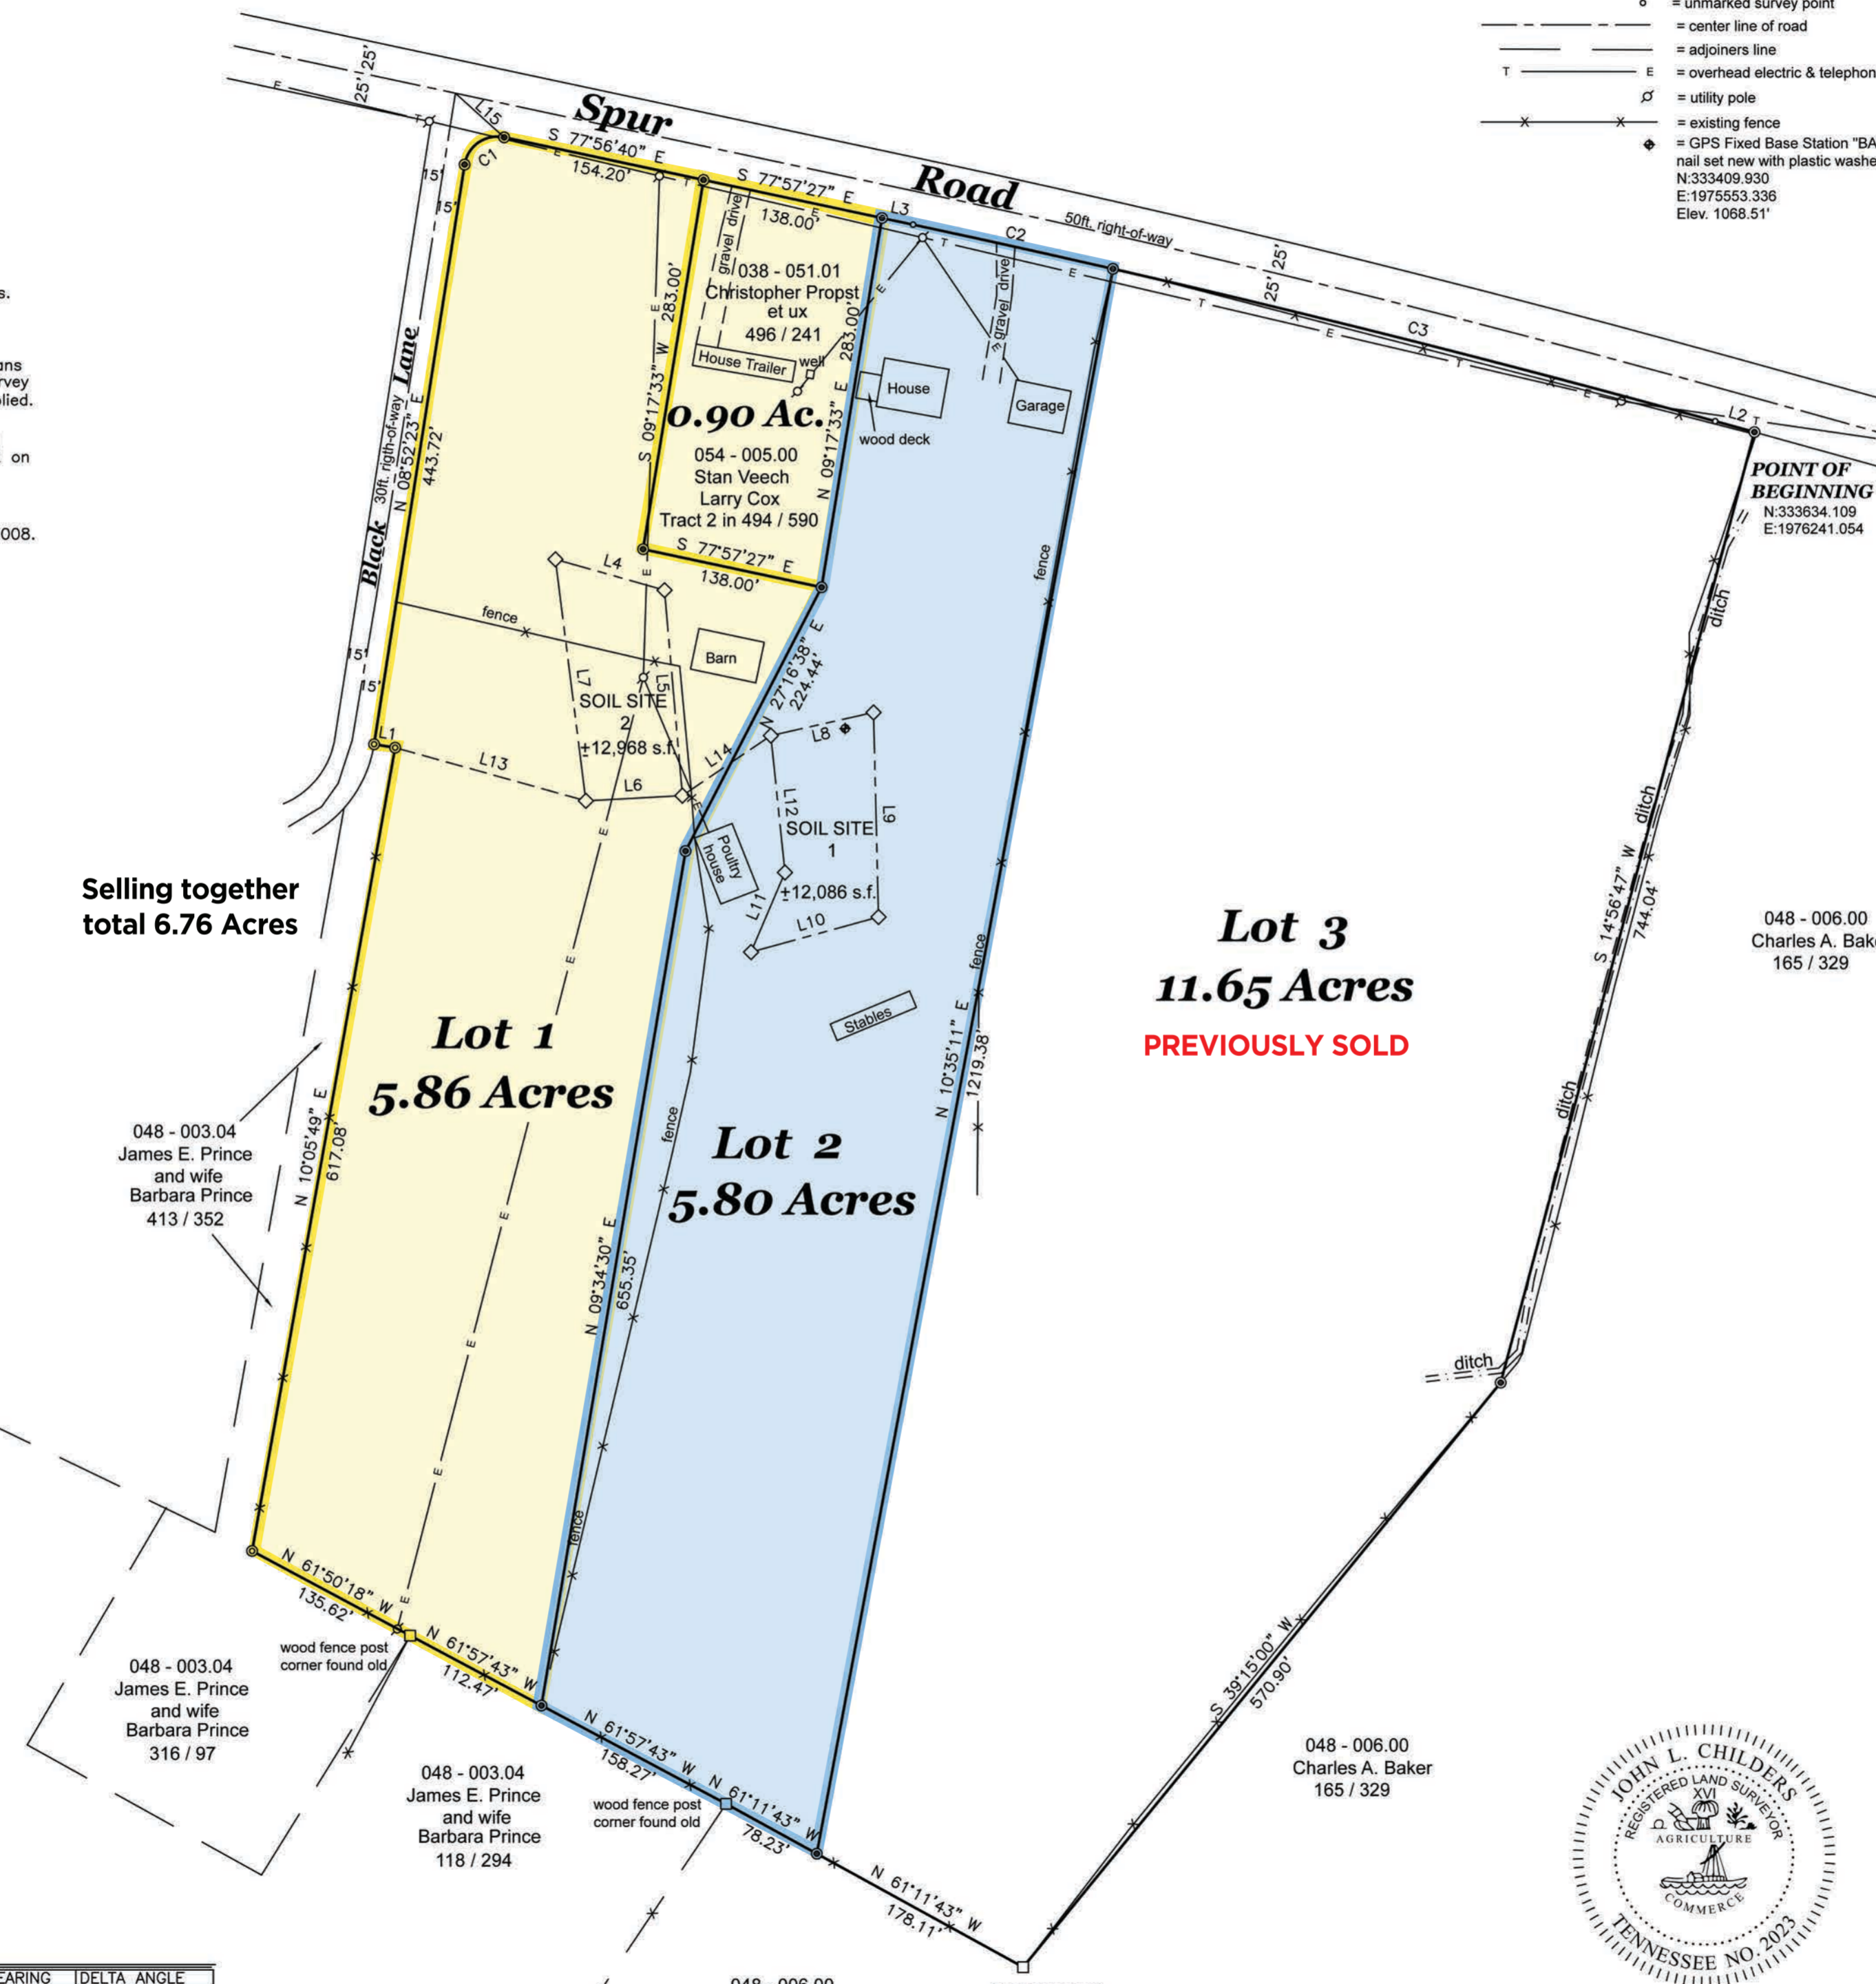 = unmarked survey point
= center line of road
= adjoiners line
T E = overhead electric & telephon
= utility pole
= existing fence
= GPS Fixed Base Station "BA
nail set new with plastic washe
N:333409.930
E:1975553.336
Elev. 1068.51'
25' 25'
E
T
L15
Spur
Road
50ft. right-of-way
25' 25'
C1
S 77°56'40" E
154.20'
S 77°57'27" E
138.00'
L3
C2
C3
L2
15'
15'
gravel drive
gravel drive
038 - 051.01
Christopher Propst
et ux
496 / 241
House Trailer
well
House
Garage
wood deck
283.00'
S 09°17'33" W
283.00'
N 09°17'33" E
0.90 Ac.
054 - 005.00
Stan Veech
Larry Cox
Tract 2 in 494 / 590
S 77°57'27" E
138.00'
s.
ans
rvey
lied.
on
008.
Black Lane
30ft. rigth-of-way
N 08°52'23" E
443.72'
15'
15'
POINT OF
BEGINNING
N:333634.109
E:1976241.054
fence
ditch
L4
fence
Barn
L7
L5
SOIL SITE
2
±12,968 s.f.
L6
L1
L13
L14
N 27°16'38" E
224.44'
L8
L12
L9
SOIL SITE
1
±12,086 s.f.
L11
L10
Poultry
house
Selling together
total 6.76 Acres
ditch
S 14°56'47" W
744.04'
048 - 006.00
Charles A. Bak
165 / 329
Lot 3
11.65 Acres
PREVIOUSLY SOLD
fence
Stables
N 10°35'11" E
1219.38'
Lot 1
5.86 Acres
ditch
048 - 003.04
James E. Prince
and wife
Barbara Prince
413 / 352
N 10°05'49" E
617.08'
fence
Lot 2
5.80 Acres
N 09°34'30" E
655.35'
ditch
fence
N 61°50'18" W
135.62'
wood fence post
corner found old
N 61°57'43" W
112.47'
048 - 003.04
James E. Prince
and wife
Barbara Prince
316 / 97
S 39°15'00" W
570.90'
N 61°57'43" W
158.27'
N 61°11'43" W
78.23'
048 - 003.04
James E. Prince
and wife
Barbara Prince
118 / 294
wood fence post
corner found old
048 - 006.00
Charles A. Baker
165 / 329
N 61°11'43" W
178.11'
JOHN L. CHILDERS
REGISTERED LAND SURVEYOR
XVI
AGRICULTURE
COMMERCE
TENNESSEE NO. 2023
EARING DELTA ANGLE
048 - 006.00